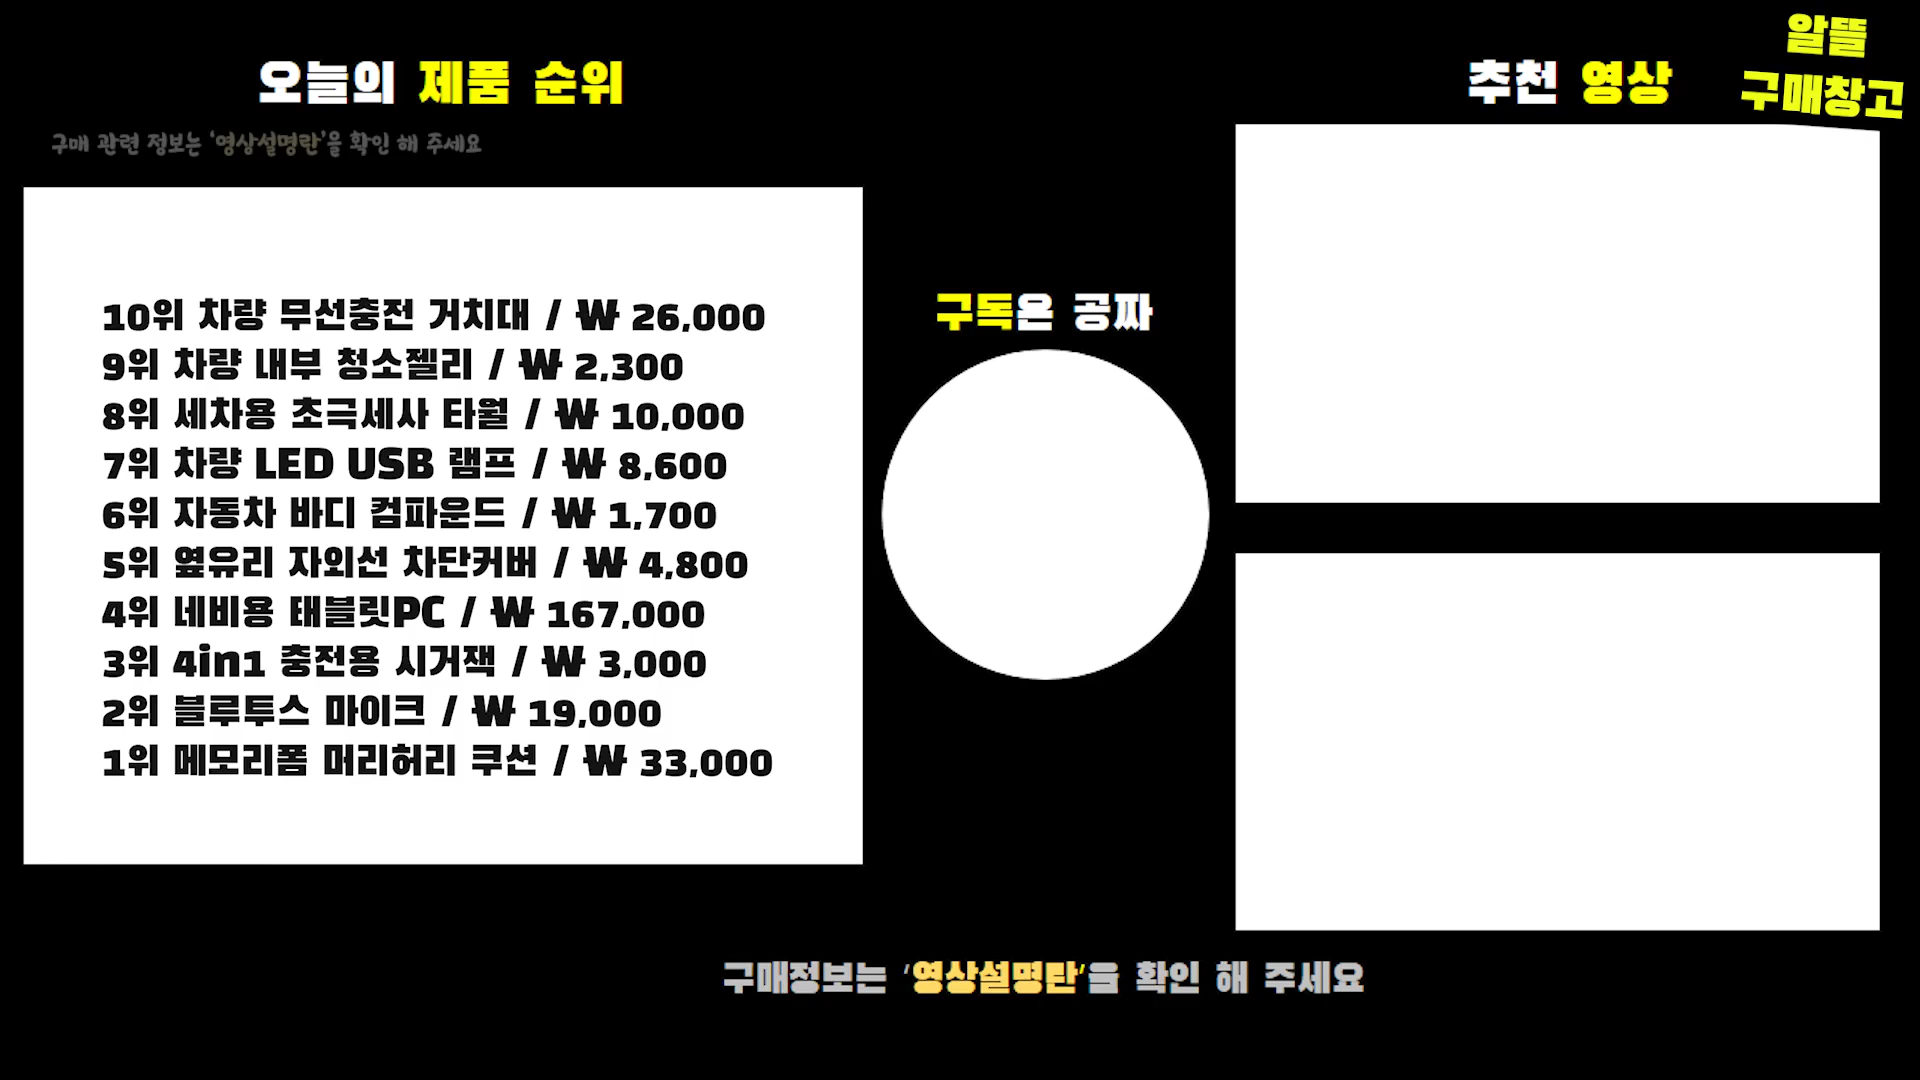 오늘의 제품 순위
구매 관련 정보는 '영상설명란'을 확인 해 주세요
10위 차량 무선충전 거치대 / ₩ 26,000
9위 차량 내부 청소젤리 / ₩ 2,300
8위 세차용 초극세사 타월 / ₩ 10,000
7위 차량 LED USB 램프 / ₩ 8,600
6위 자동차 바디 컴파운드 / ₩ 1,700
5위 옆유리 자외선 차단커버 / ₩ 4,800
4위 네비용 태블릿PC / ₩ 167,000
3위 4in1 충전용 시거잭 / ₩ 3,000
2위 블루투스 마이크 / ₩ 19,000
1위 메모리폼 머리허리 쿠션 / ₩ 33,000
구독은 공짜
추천 영상
알뜰
구매창고
구매정보는 '영상설명란'을 확인 해 주세요